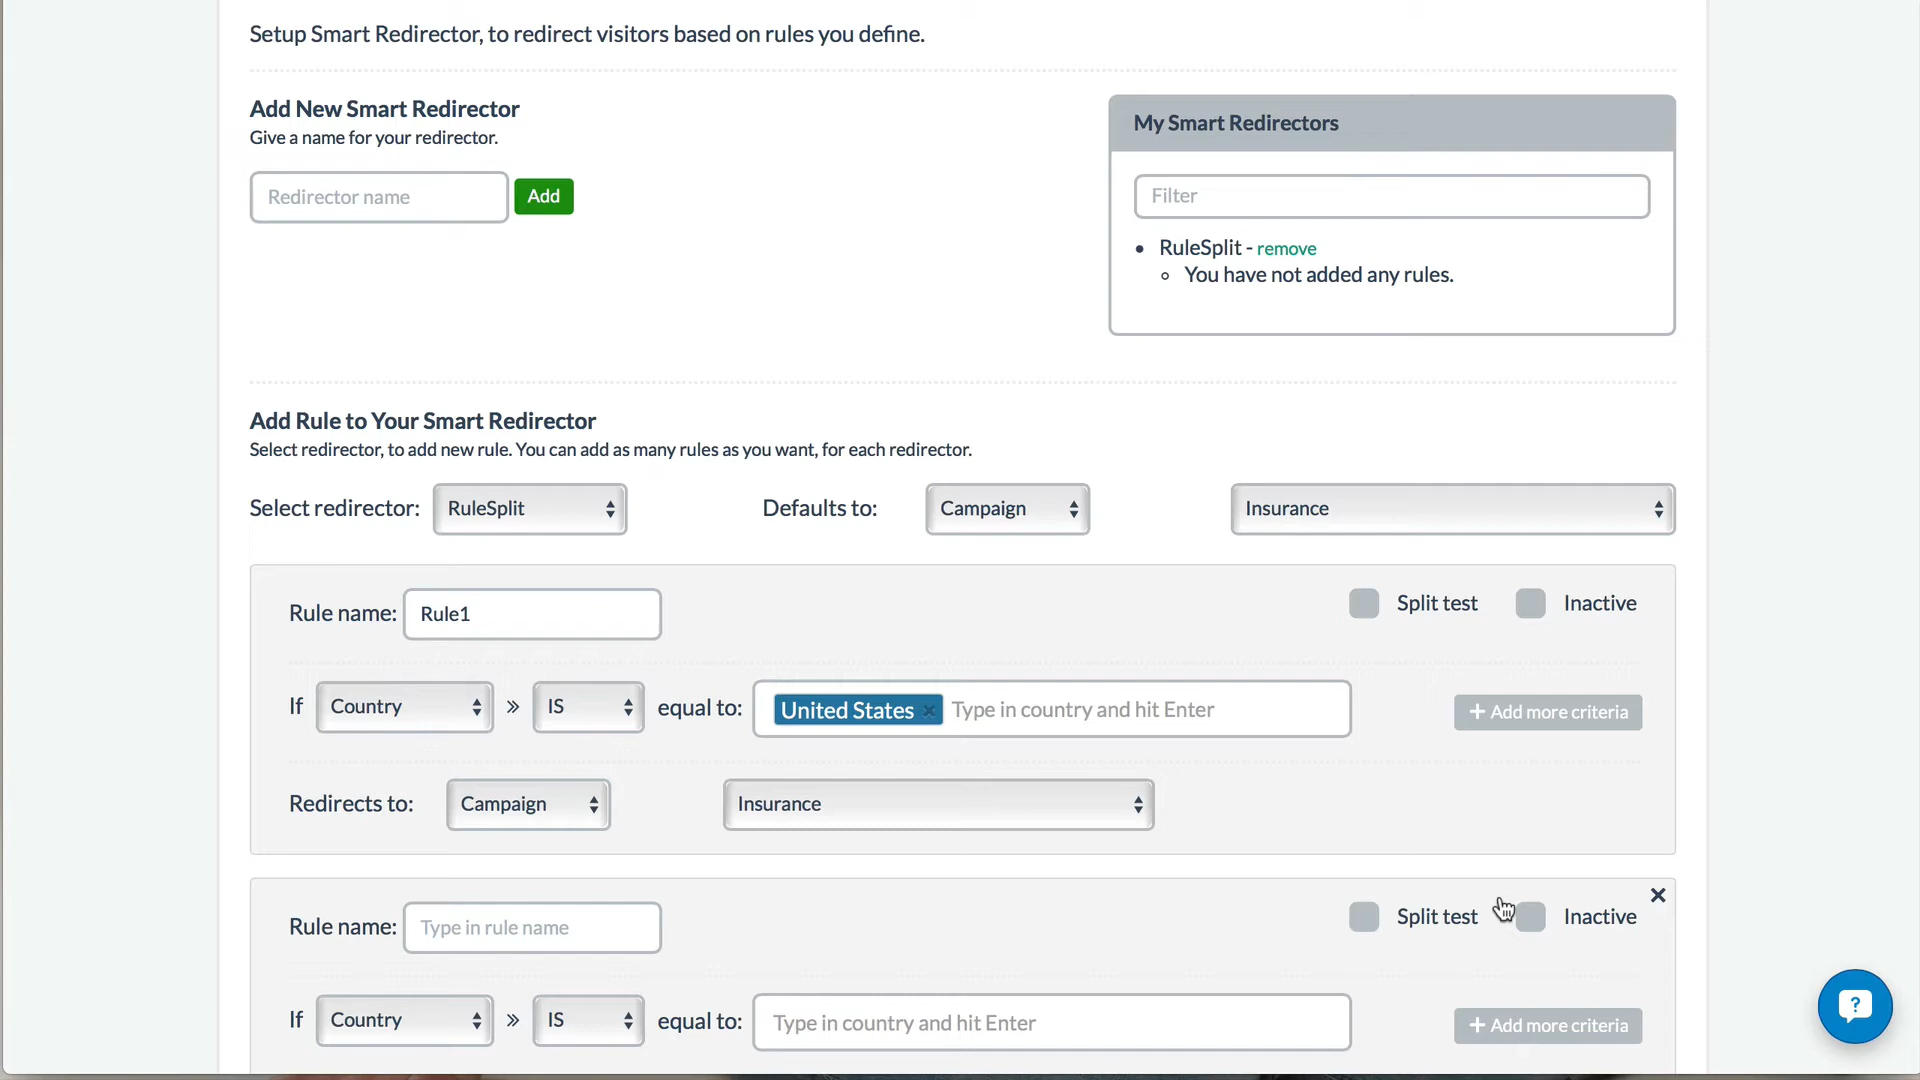 Setup Smart Redirector, to redirect visitors based on rules you define.
Add New Smart Redirector
Give a name for your redirector.
Redirector name
Add
My Smart Redirectors
Filter
RuleSplit - remove
You have not added any rules.
Add Rule to Your Smart Redirector
Select redirector, to add new rule. You can add as many rules as you want, for each redirector.
Select redirector: RuleSplit Defaults to: Campaign Insurance
Rule name: Rule1 Split test Inactive
If Country » IS equal to: United States × Type in country and hit Enter + Add more criteria
Redirects to: Campaign Insurance
Rule name: Type in rule name Split test Inactive ×
If Country » IS equal to: Type in country and hit Enter + Add more criteria
?